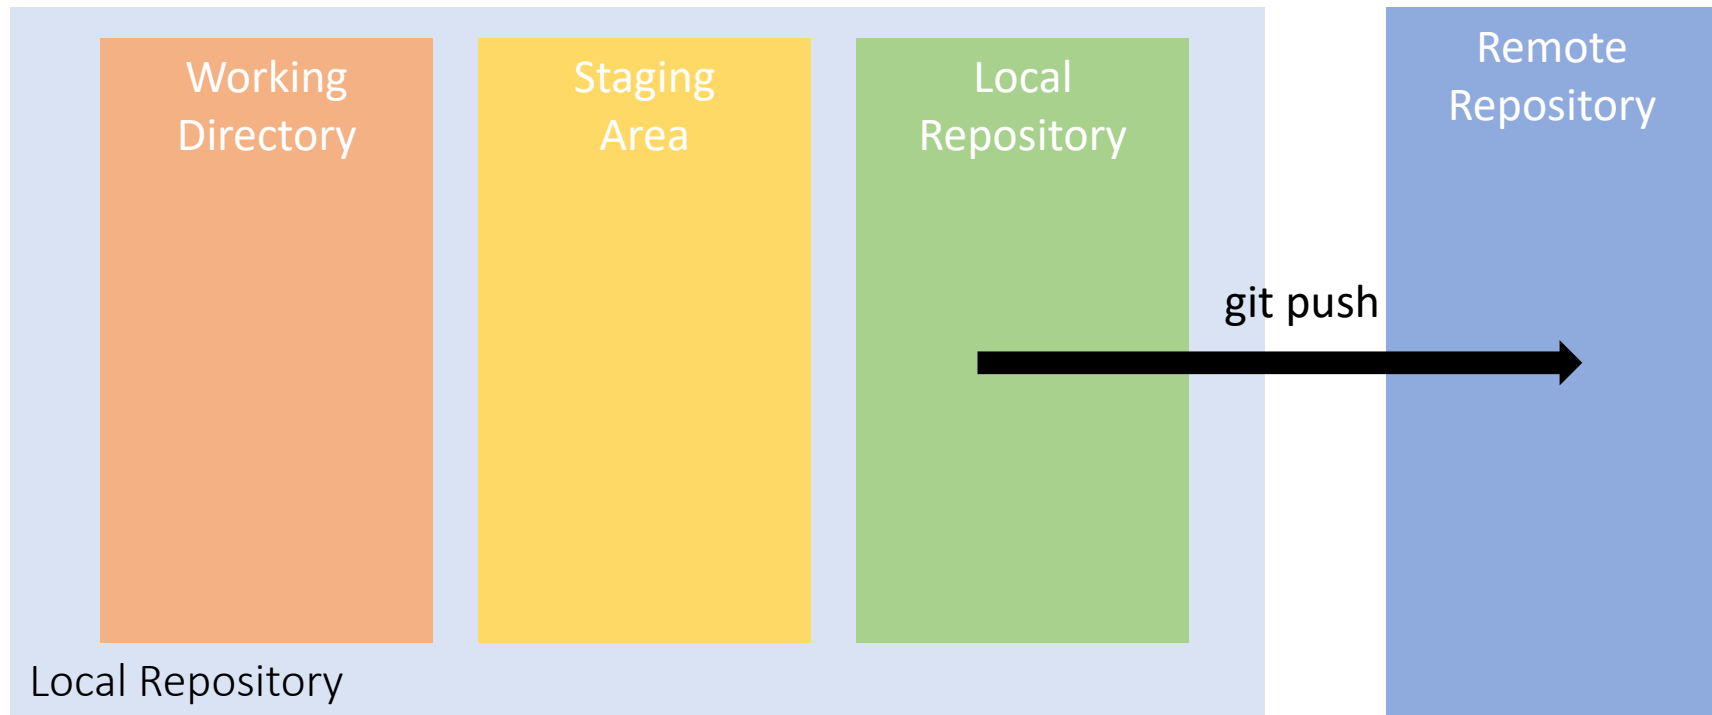 Working
Directory
Staging
Area
Local
Repository
Remote
Repository
git push
Local Repository